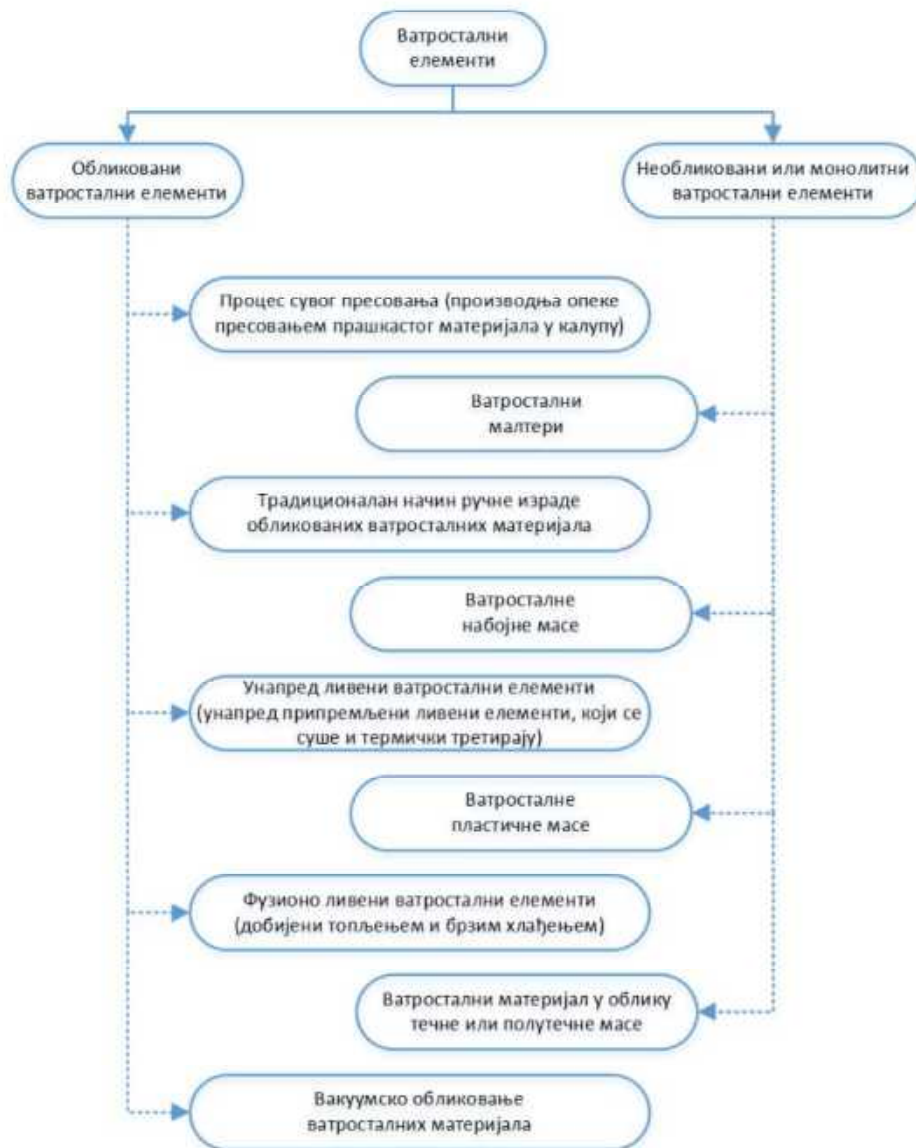 Ватростални
елементи
Обликовани
ватростални елементи
Необликовани или монолитни
ватростални елементи
Процес сувог пресовања (производња опеке
пресовањем прашкастог материјала у калупу)
Ватростални
малтери
Традиционалан начин ручне израде
обликованих ватросталних материјала
Ватросталне
набојне масе
Унапред ливени ватростални елементи
(унапред припремљени ливени елементи, који се
суше и термички третирају)
Ватросталне
пластичне масе
Фузионо ливени ватростални елементи
(добијени топљењем и брзим хлађењем)
Ватростални материјал у облику
течне или полутечне масе
Вакуумско обликовање
ватросталних материјала